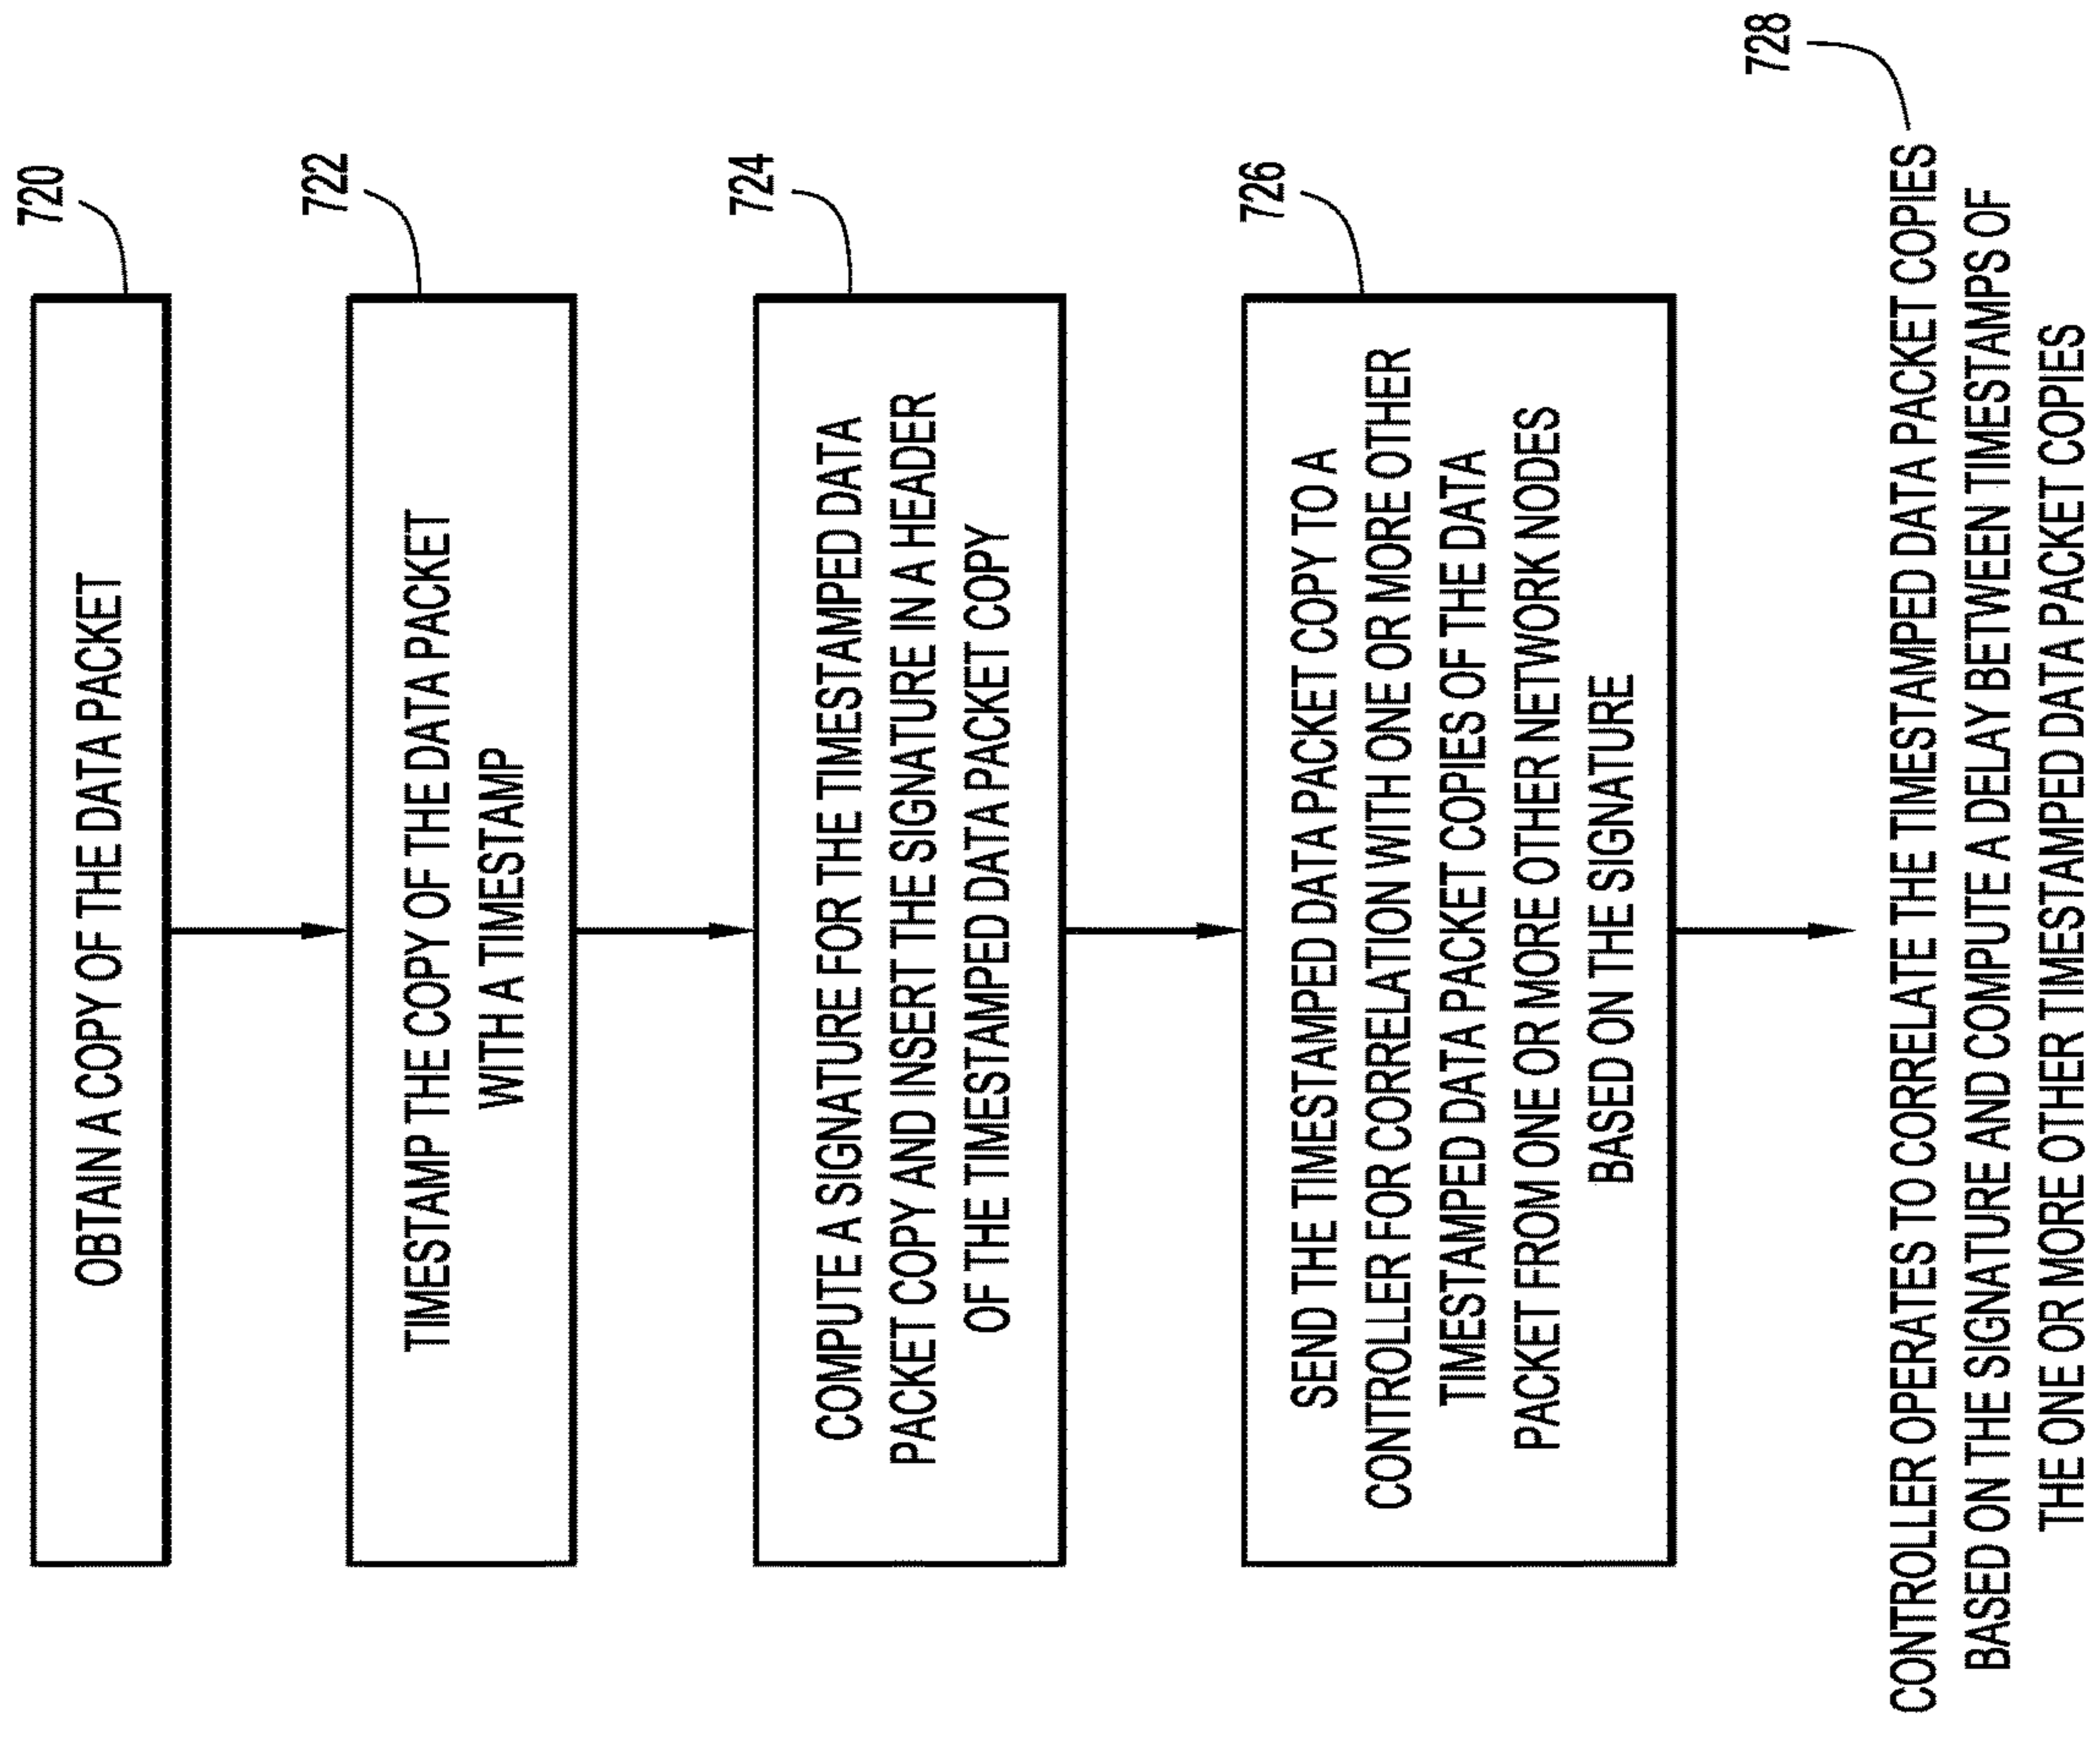 720
OBTAIN A COPY OF THE DATA PACKET
722
TIMESTAMP THE COPY OF THE DATA PACKET
WITH A TIMESTAMP
724
COMPUTE A SIGNATURE FOR THE TIMESTAMPED DATA
PACKET COPY AND INSERT THE SIGNATURE IN A HEADER
OF THE TIMESTAMPED DATA PACKET COPY
726
SEND THE TIMESTAMPED DATA PACKET COPY TO A
CONTROLLER FOR CORRELATION WITH ONE OR MORE OTHER
TIMESTAMPED DATA PACKET COPIES OF THE DATA
PACKET FROM ONE OR MORE OTHER NETWORK NODES
BASED ON THE SIGNATURE
728
CONTROLLER OPERATES TO CORRELATE THE TIMESTAMPED DATA PACKET COPIES
BASED ON THE SIGNATURE AND COMPUTE A DELAY BETWEEN TIMESTAMPS OF
THE ONE OR MORE OTHER TIMESTAMPED DATA PACKET COPIES